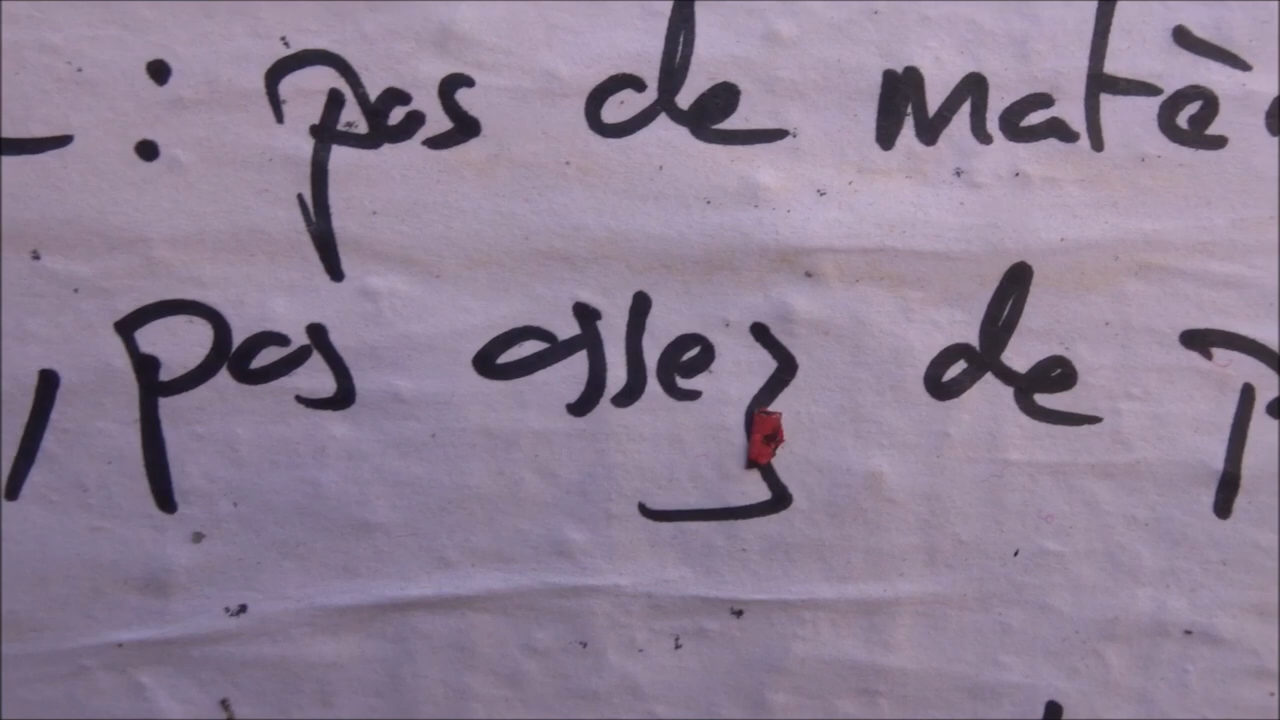 : pas de matè
, pas assez de p